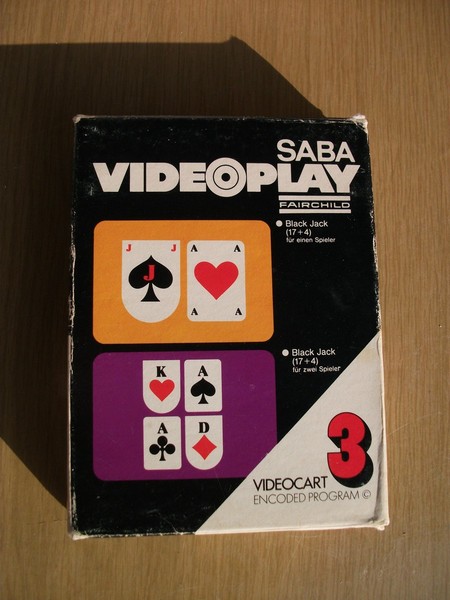 SABA
VIDEOPLAY
FAIRCHILD
Black Jack
(17+4)
für einen Spieler
J J A A
J
A A
Black Jack
(17+4)
für zwei Spieler
K A
A D
3
VIDEOCART
ENCODED PROGRAM ©